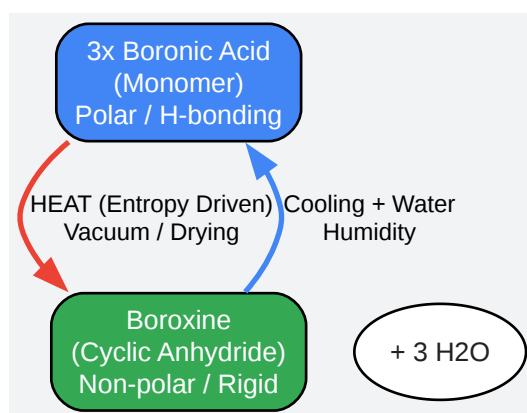 3x Boronic Acid
(Monomer)
Polar / H-bonding
HEAT (Entropy Driven)
Vacuum / Drying
Cooling + Water
Humidity
Boroxine
(Cyclic Anhydride)
Non-polar / Rigid
+ 3 H2O